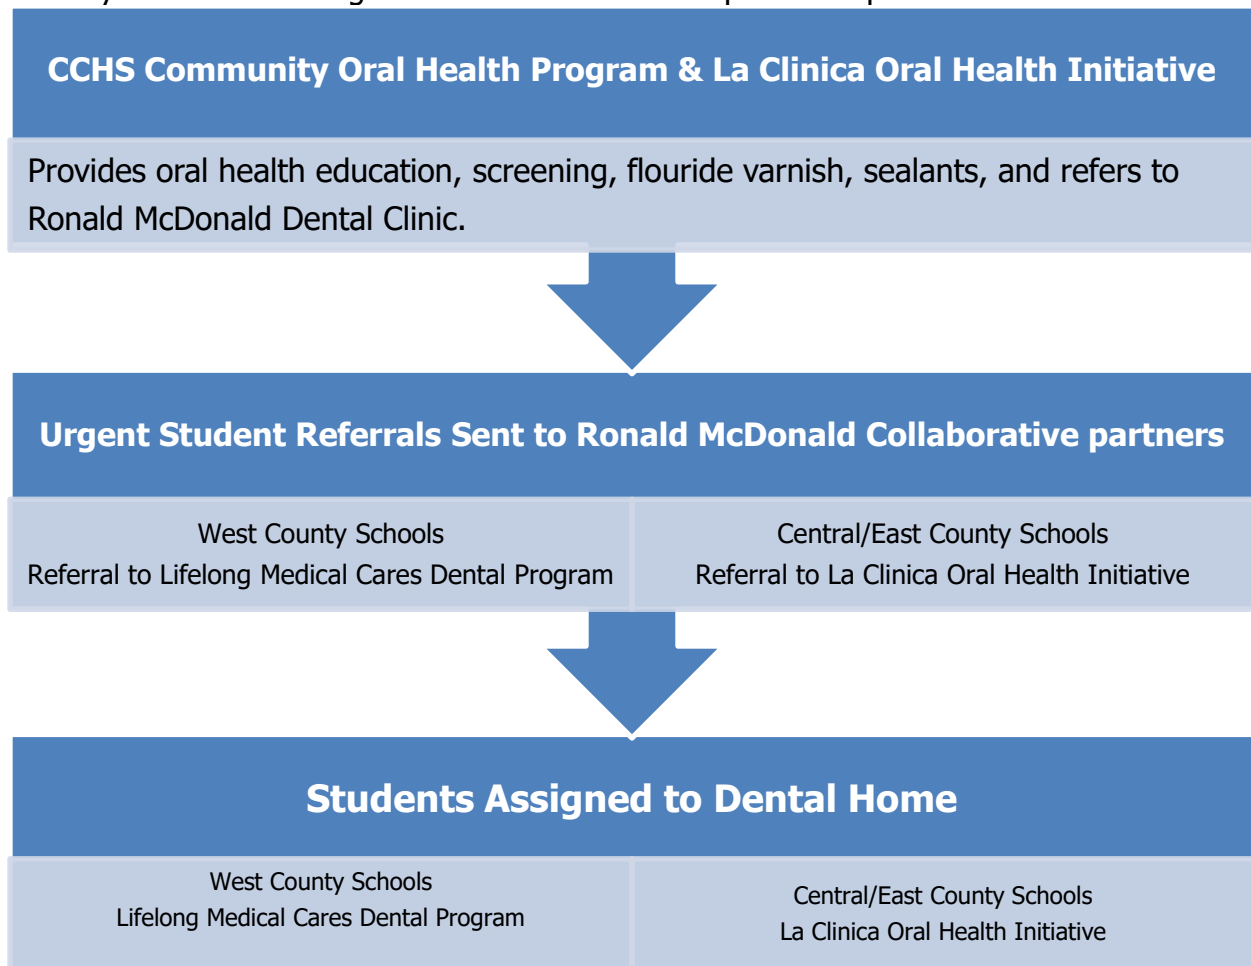 CCHS Community Oral Health Program & La Clinica Oral Health Initiative
Provides oral health education, screening, flouride varnish, sealants, and refers to
Ronald McDonald Dental Clinic.
Urgent Student Referrals Sent to Ronald McDonald Collaborative partners
West County Schools
Referral to Lifelong Medical Cares Dental Program
Central/East County Schools
Referral to La Clinica Oral Health Initiative
Students Assigned to Dental Home
West County Schools
Lifelong Medical Cares Dental Program
Central/East County Schools
La Clinica Oral Health Initiative